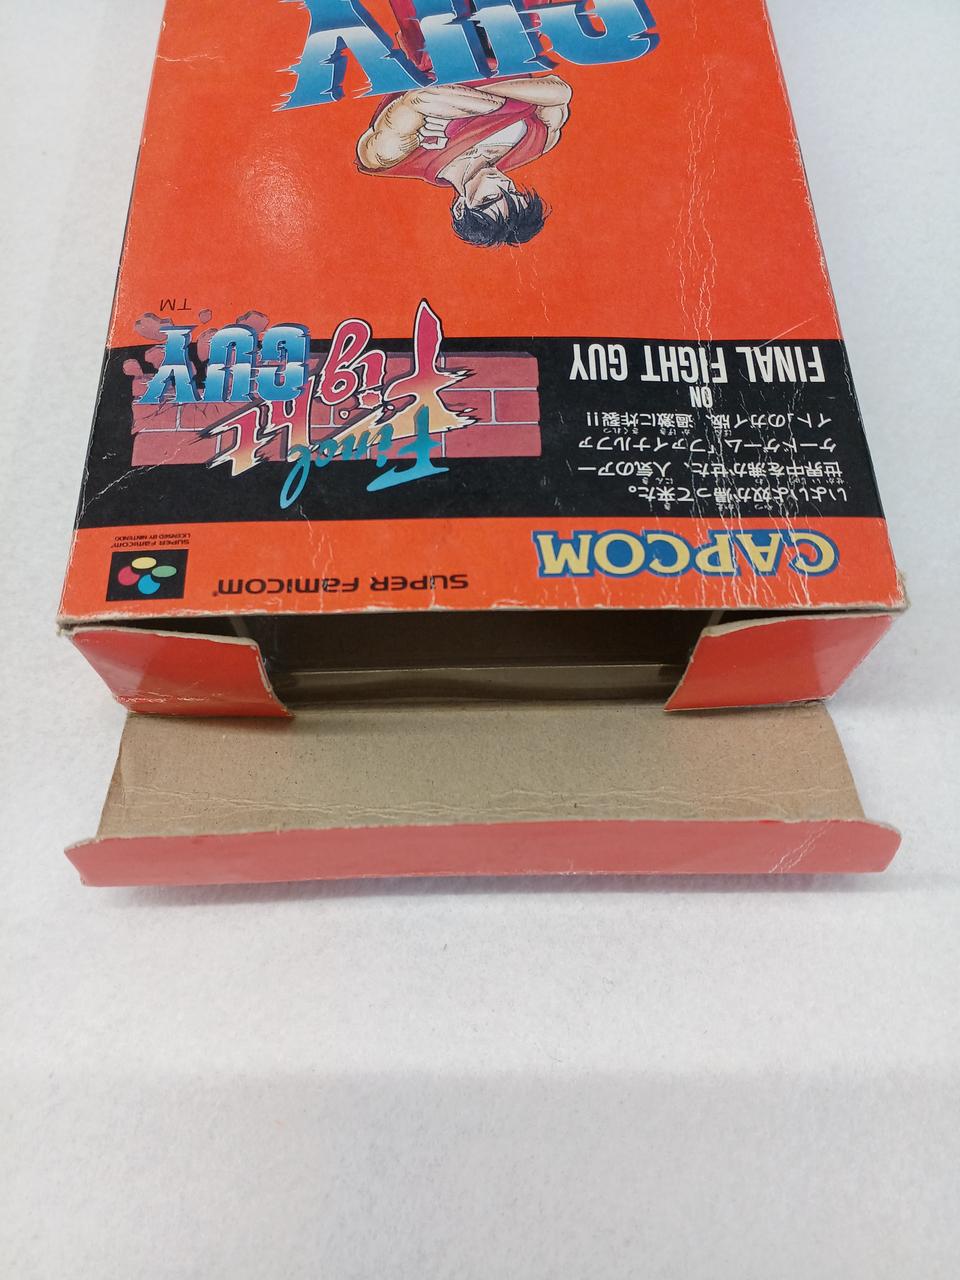 CAPCOM
SUPER FAMICOM
SUPER FAMICOM
LICENSED BY NINTENDO
いよいよ奴が帰って来た。
世界中を沸かせた、人気のアー
ケードゲーム「ファイナルファ
イト」のガイ版、過激に炸裂!!
ON
FINAL FIGHT GUY
Final
Fight
GUY
TM
GUY